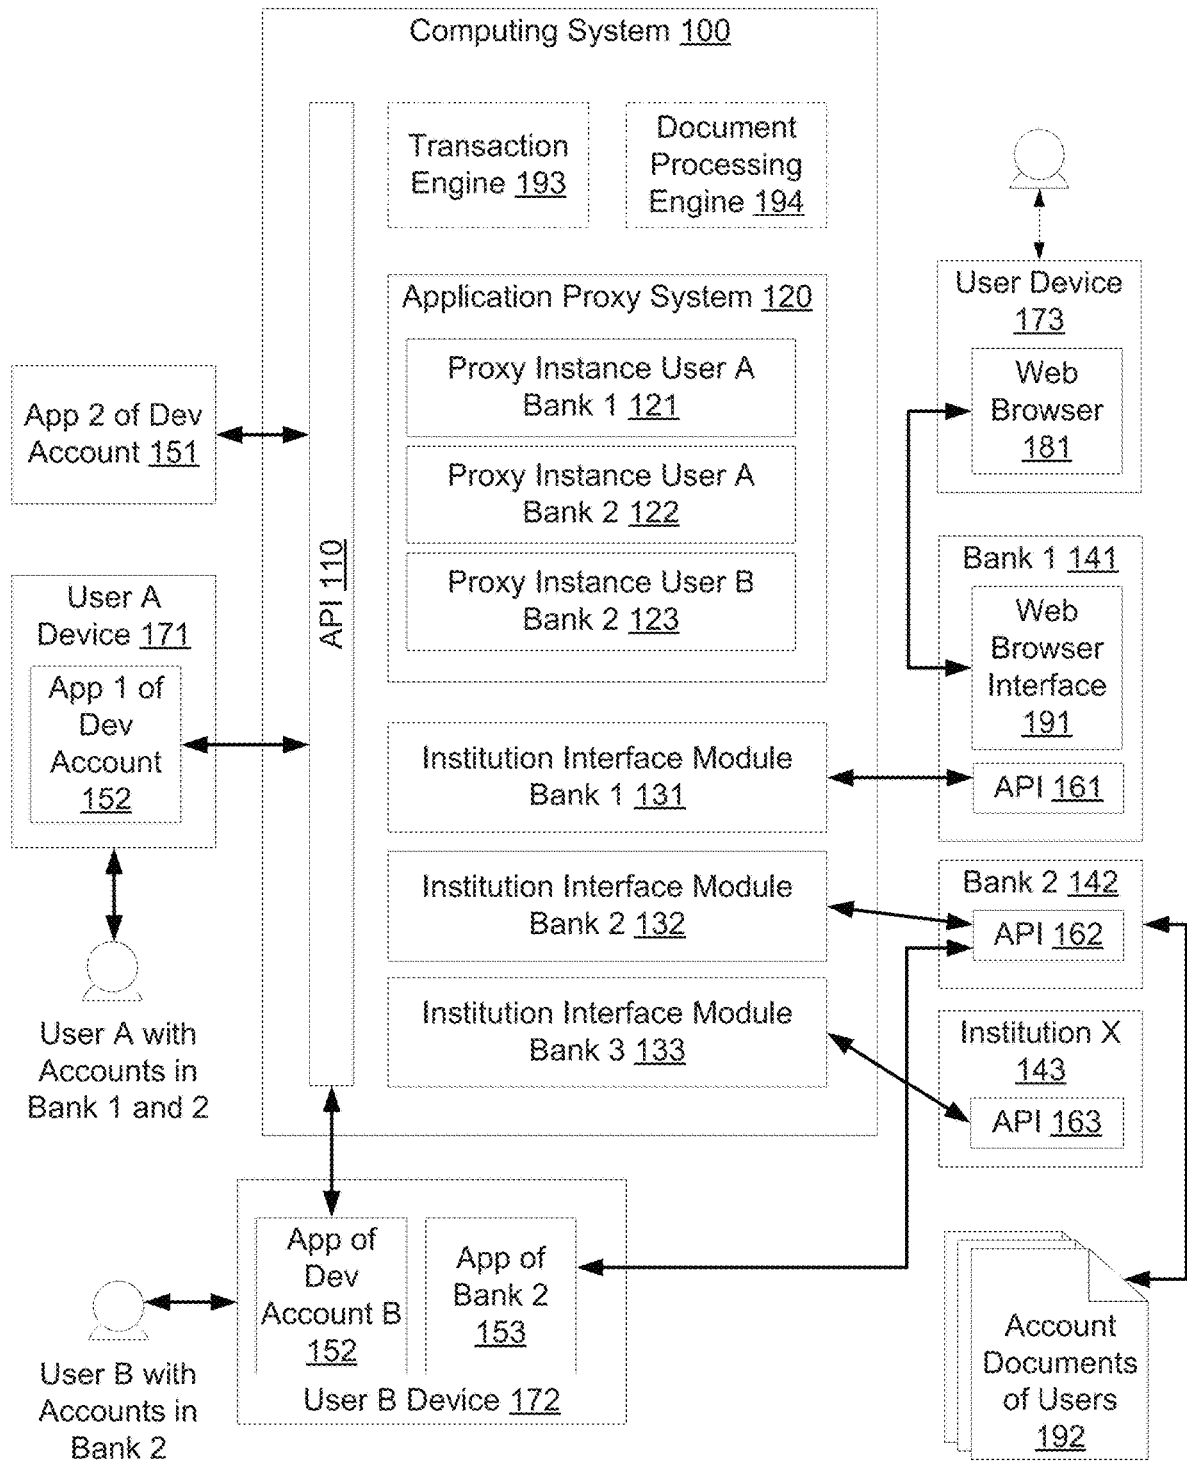 Computing System 100
Transaction
Engine 193
Document
Processing
Engine 194
Application Proxy System 120
Proxy Instance User A
Bank 1 121
Proxy Instance User A
Bank 2 122
Proxy Instance User B
Bank 2 123
API 110
Institution Interface Module
Bank 1 131
Institution Interface Module
Bank 2 132
Institution Interface Module
Bank 3 133
App 2 of Dev
Account 151
User A
Device 171
App 1 of
Dev
Account
152
User A with
Accounts in
Bank 1 and 2
User Device
173
Web
Browser
181
Bank 1 141
Web
Browser
Interface
191
API 161
Bank 2 142
API 162
Institution X
143
API 163
App of
Dev
Account B
152
App of
Bank 2
153
User B Device 172
User B with
Accounts in
Bank 2
Account
Documents
of Users
192